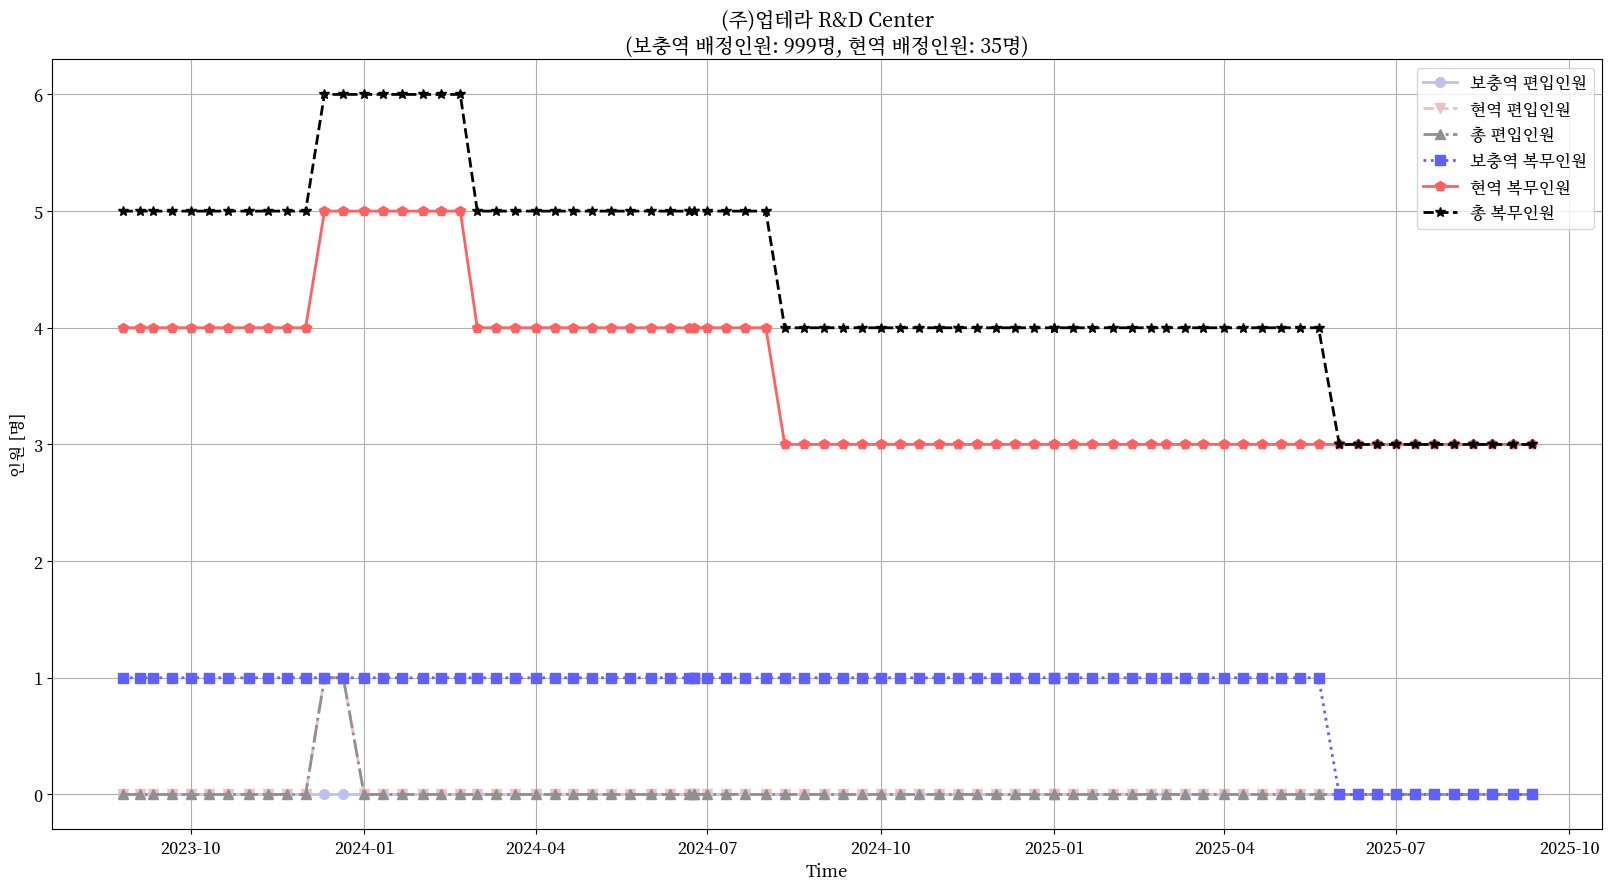 (주)업테라 R&D Center
(보충역 배정인원: 999명, 현역 배정인원: 35명)
보충역 편입인원
현역 편입인원
총 편입인원
보충역 복무인원
현역 복무인원
총 복무인원
인원 [명]
6
5
4
3
2
1
0
2023-10
2024-01
2024-04
2024-07
2024-10
2025-01
2025-04
2025-07
2025-10
Time